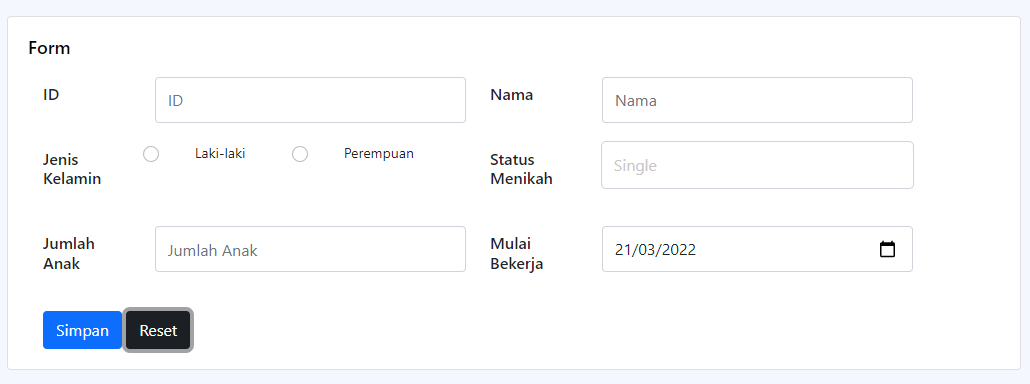 Form
ID
ID
Nama
Nama
Jenis
Kelamin
Laki-laki
Perempuan
Status
Menikah
Single
Jumlah
Anak
Jumlah Anak
Mulai
Bekerja
21/03/2022
Simpan
Reset